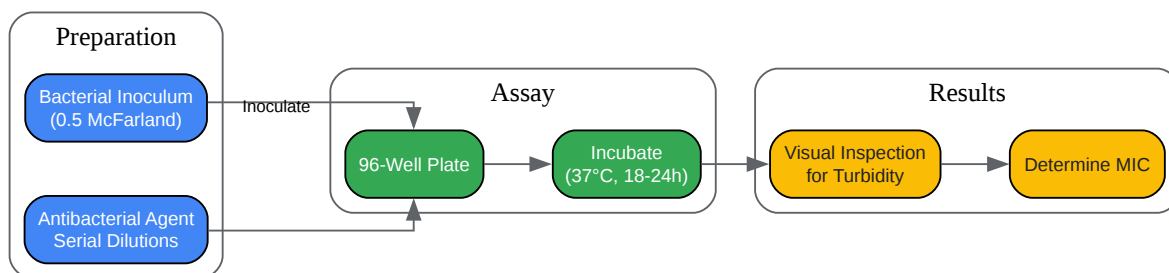 Preparation
Bacterial Inoculum
(0.5 McFarland)
Inoculate
Antibacterial Agent
Serial Dilutions
Assay
96-Well Plate
Incubate
(37°C, 18-24h)
Results
Visual Inspection
for Turbidity
Determine MIC